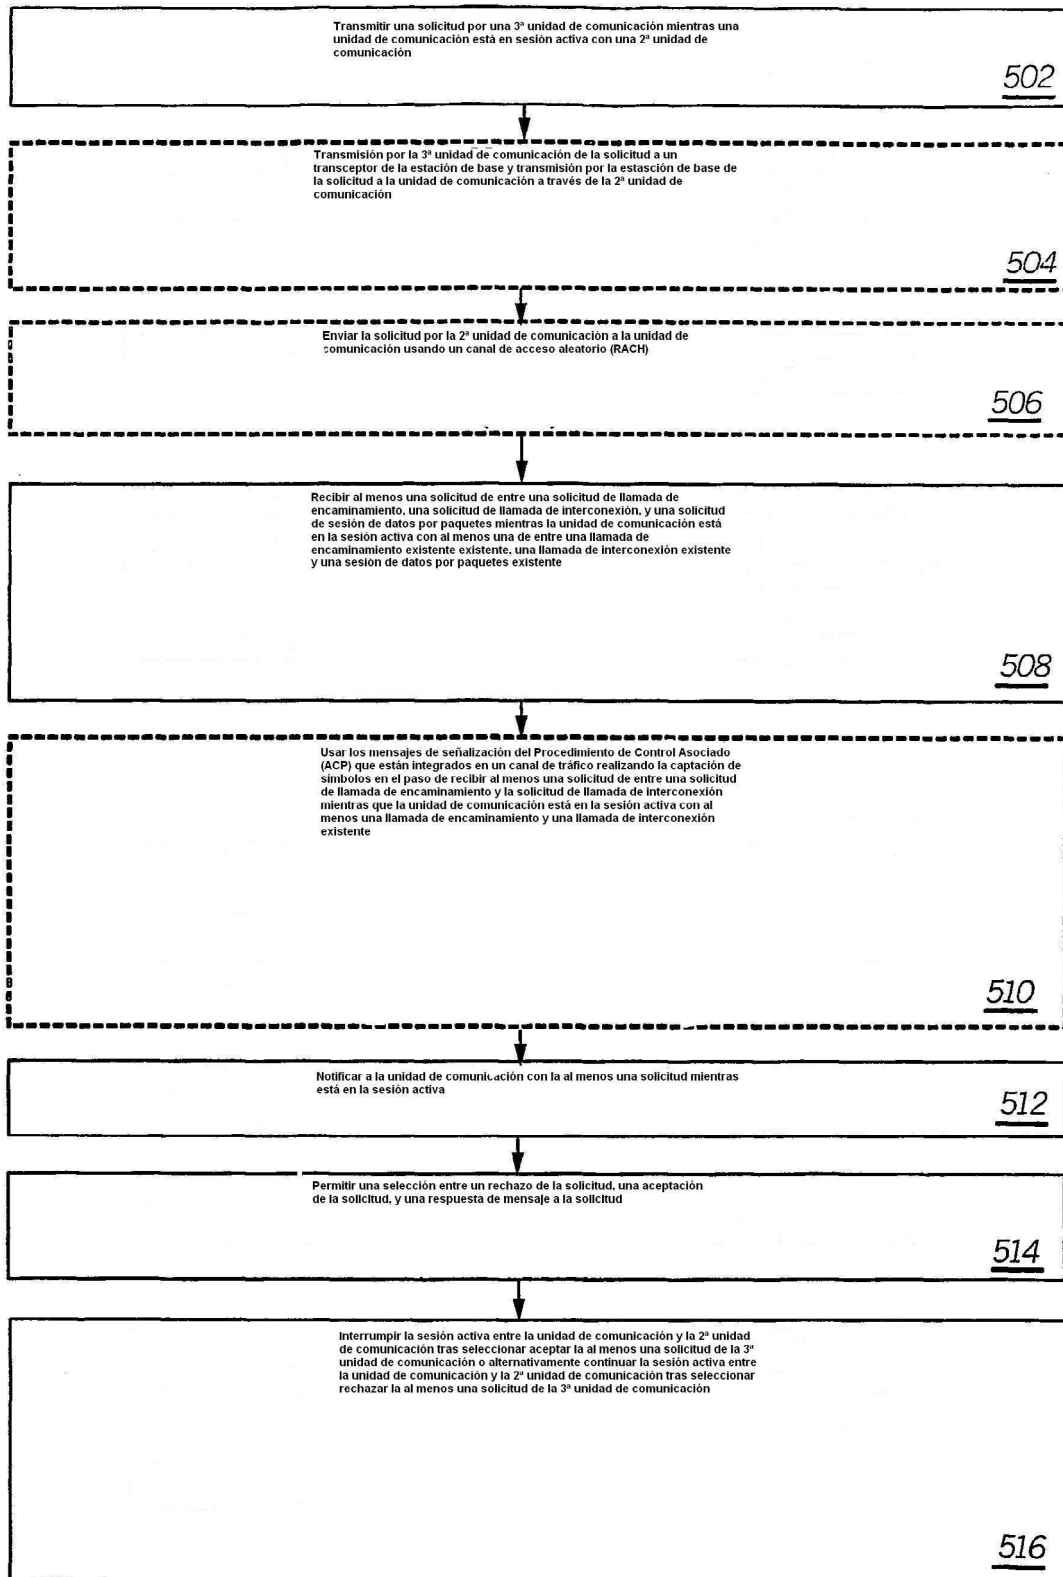 Transmitir una solicitud por una 3ª unidad de comunicación mientras una
unidad de comunicación está en sesión activa con una 2ª unidad de
comunicación
502
Transmisión por la 3ª unidad de comunicación de la solicitud a un
transceptor de la estación de base y transmisión por la estasción de base de
la solicitud a la unidad de comunicación a través de la 2ª unidad de
comunicación
504
Enviar la solicitud por la 2ª unidad de comunicación a la unidad de
comunicación usando un canal de acceso aleatorio (RACH)
506
Recibir al menos una solicitud de entre una solicitud de llamada de
encaminamiento, una solicitud de llamada de interconexión, y una solicitud
de sesión de datos por paquetes mientras la unidad de comunicación está
en la sesión activa con al menos una de entre una llamada de
encaminamiento existente existente, una llamada de interconexión existente
y una sesión de datos por paquetes existente
508
Usar los mensajes de señalización del Procedimiento de Control Asociado
(ACP) que están integrados en un canal de tráfico realizando la captación de
símbolos en el paso de recibir al menos una solicitud de entre una solicitud
de llamada de encaminamiento y la solicitud de llamada de interconexión
mientras que la unidad de comunicación está en la sesión activa con al
menos una llamada de encaminamiento y una llamada de interconexión
existente
510
Notificar a la unidad de comunicación con la al menos una solicitud mientras
está en la sesión activa
512
Permitir una selección entre un rechazo de la solicitud, una aceptación
de la solicitud, y una respuesta de mensaje a la solicitud
514
Interrumpir la sesión activa entre la unidad de comunicación y la 2ª unidad
de comunicación tras seleccionar aceptar la al menos una solicitud de la 3ª
unidad de comunicación o alternativamente continuar la sesión activa entre
la unidad de comunicación y la 2ª unidad de comunicación tras seleccionar
rechazar la al menos una solicitud de la 3ª unidad de comunicación
516